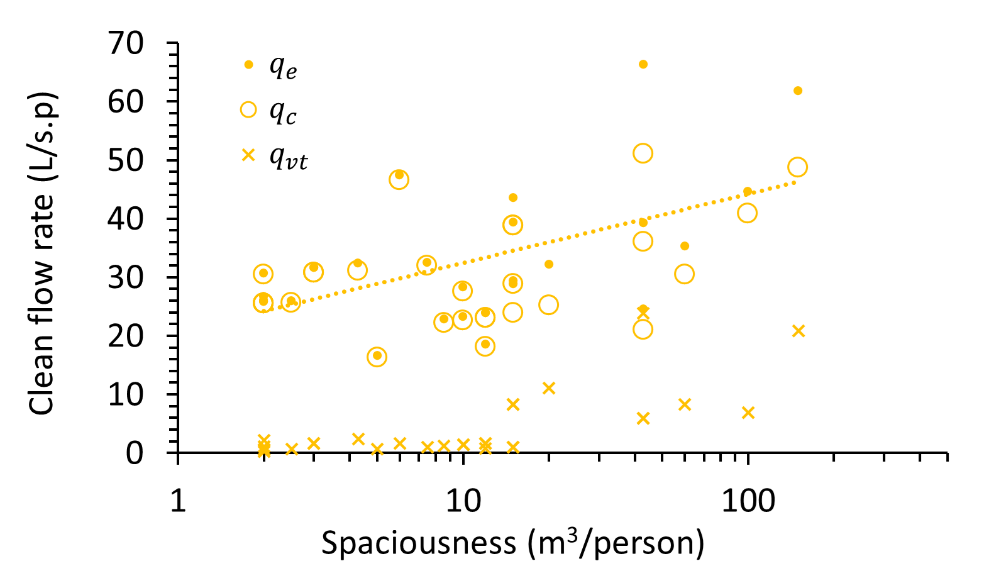 Clean flow rate (L/s.p)
70
60
50
40
30
20
10
0
qₑ
q_c
q_vt
1
10
100
Spaciousness (m³/person)